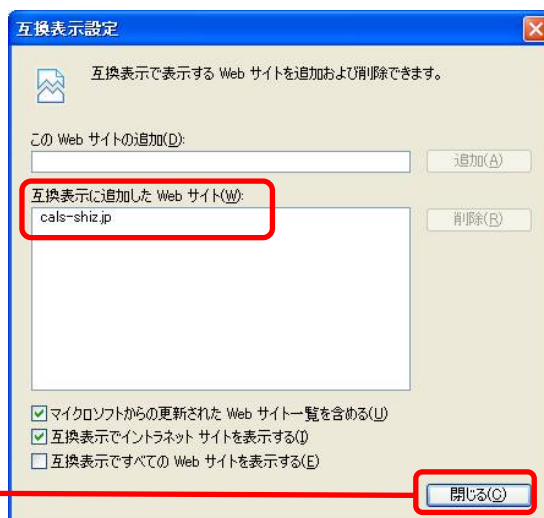 互換表示設定
互換表示で表示する Web サイトを追加および削除できます。
この Web サイトの追加(D):
追加(A)
互換表示に追加した Web サイト(W):
cals-shiz.jp
削除(R)
マイクロソフトからの更新された Web サイト一覧を含める(U)
互換表示でイントラネット サイトを表示する(I)
互換表示ですべての Web サイトを表示する(E)
閉じる(C)